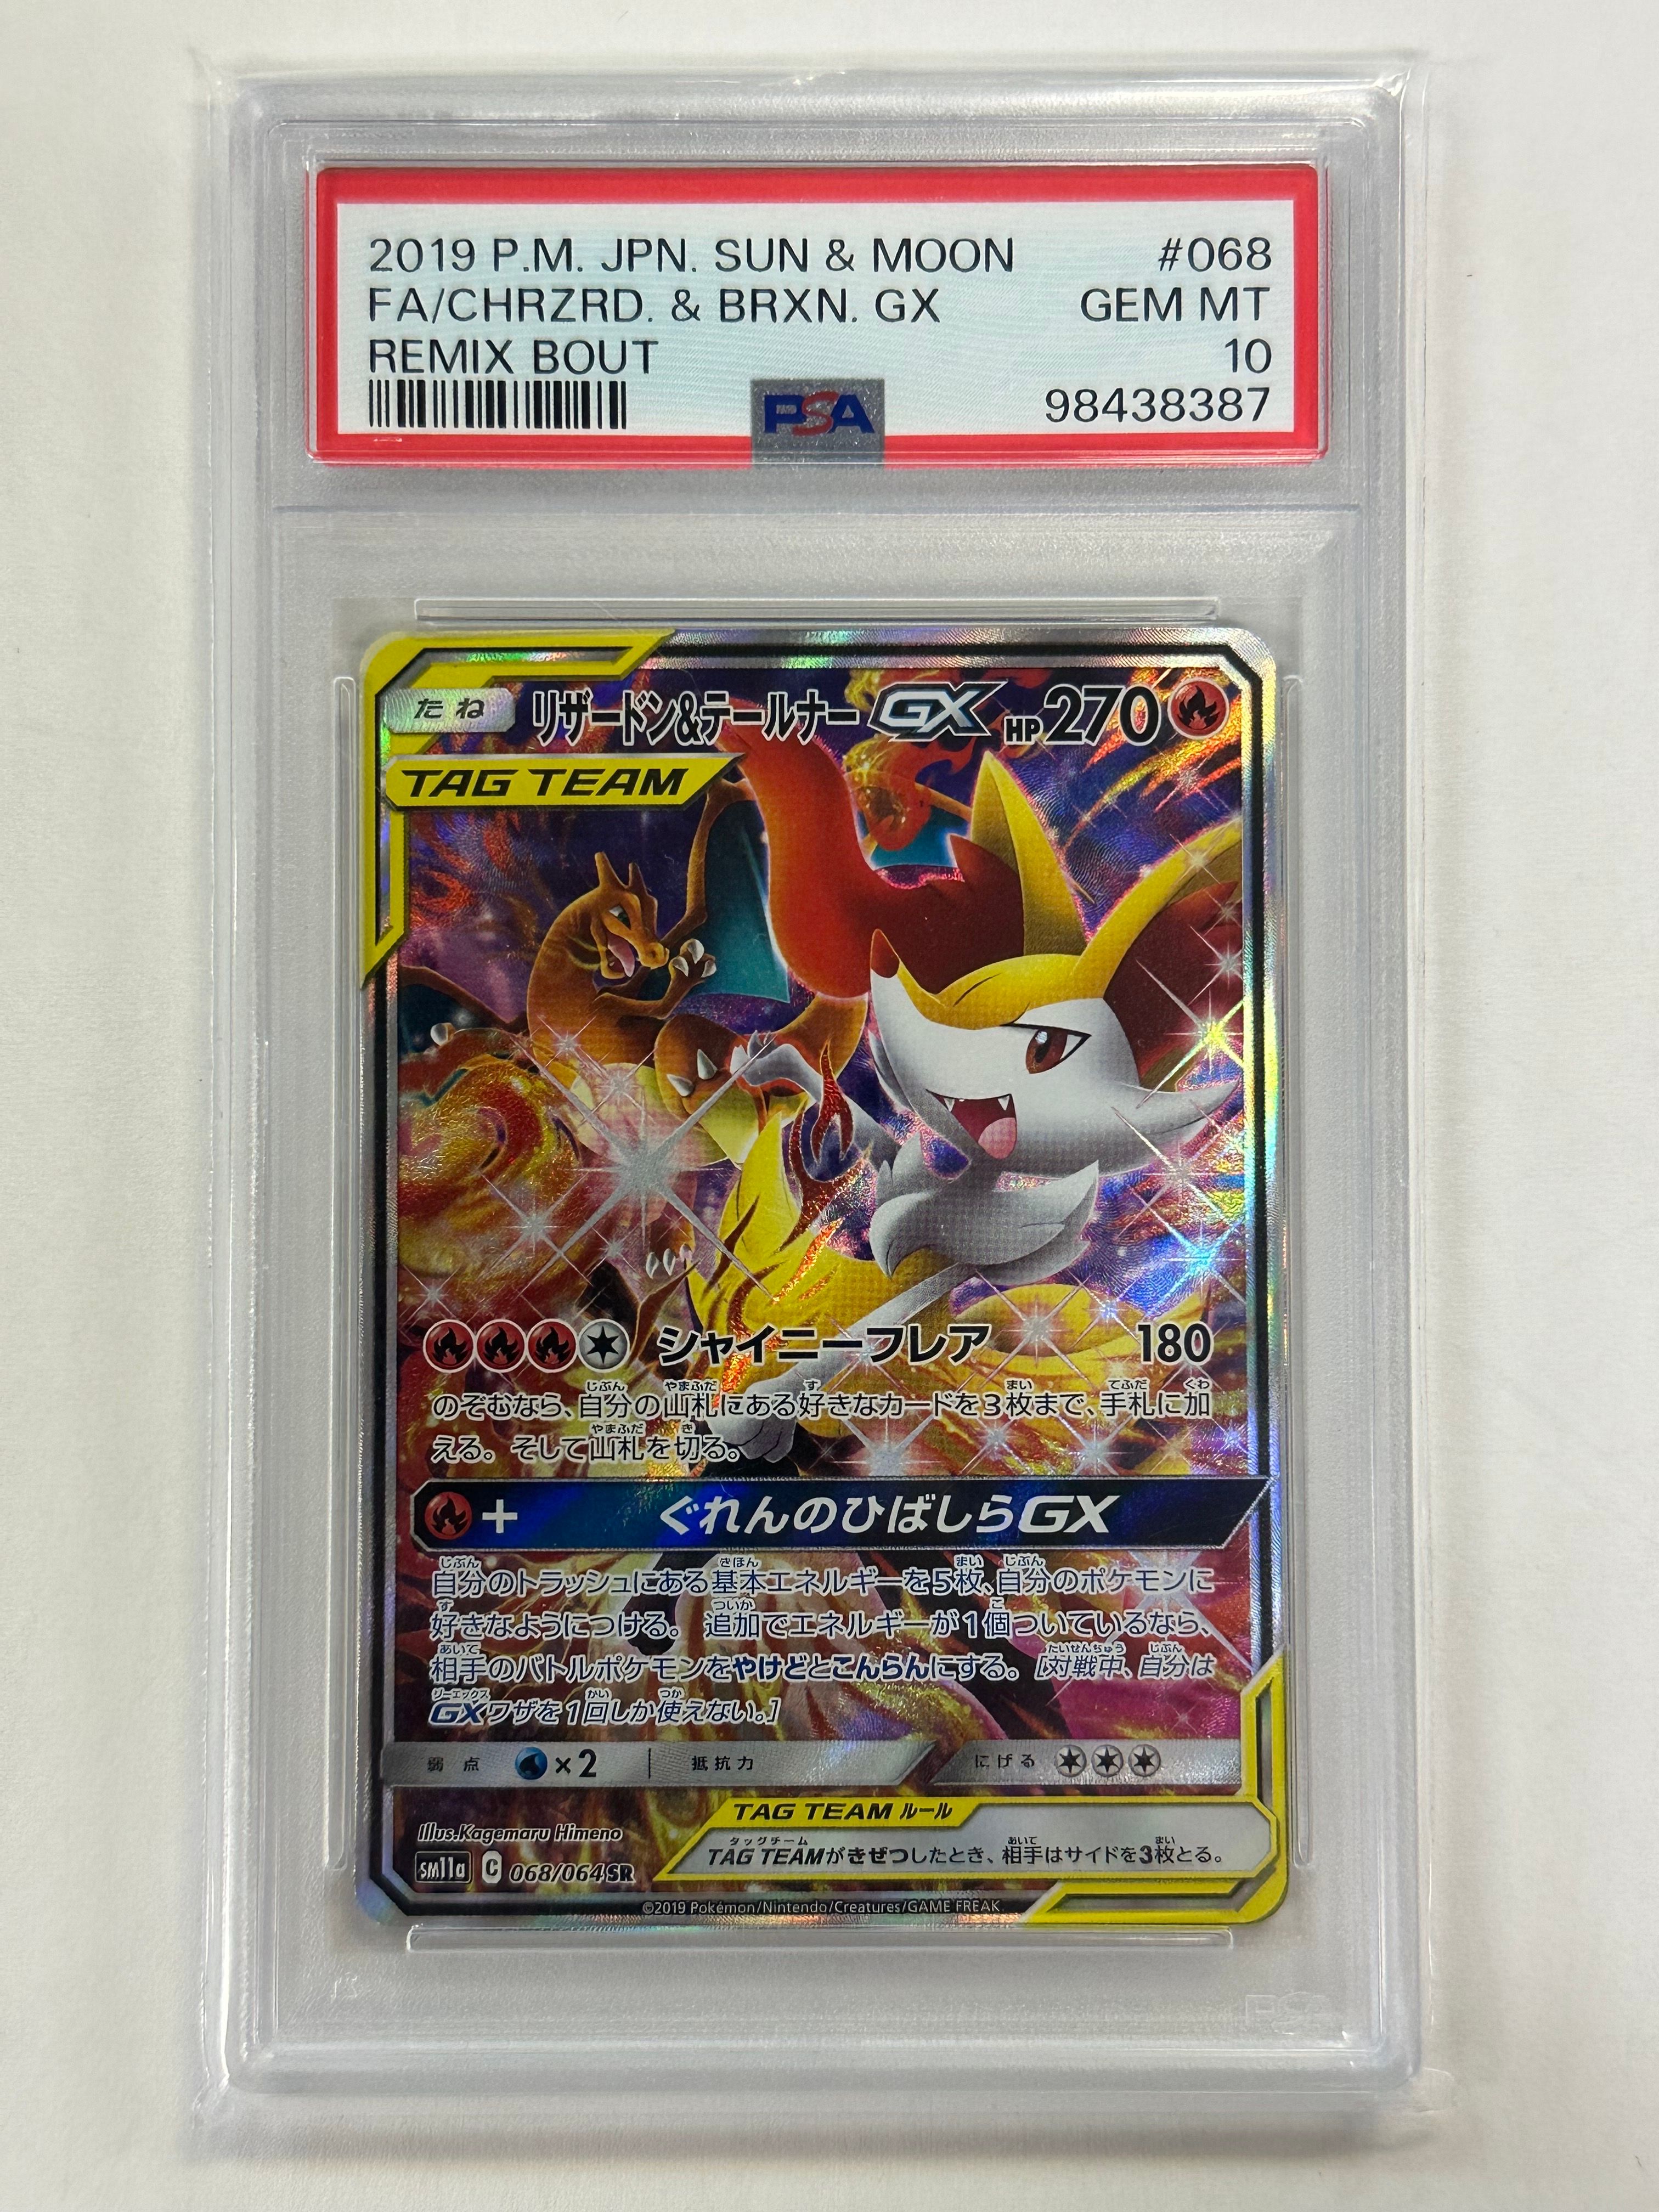 2019 P.M. JPN. SUN & MOON #068
FA/CHRZRD. & BRXN. GX GEM MT
REMIX BOUT 10
PSA 98438387
たね リザードン&テールナーGX HP270
TAG TEAM
シャイニーフレア 180
のぞむなら、自分の山札にある好きなカードを3枚まで、手札に加
える。そして山札を切る。
+ ぐれんのひばしらGX
自分のトラッシュにある基本エネルギーを5枚、自分のポケモンに
好きなようにつける。追加でエネルギーが1個ついているなら、
相手のバトルポケモンをやけどとこんらんにする。[対戦中、自分は
GXワザを1回しか使えない。]
弱点 ×2 抵抗力 にげる
TAG TEAM ルール
TAG TEAMがきぜつしたとき、相手はサイドを3枚とる。
Illus.Kagemaru Himeno
SM11a C 068/064 SR
©2019 Pokémon/Nintendo/Creatures/GAME FREAK
PSA